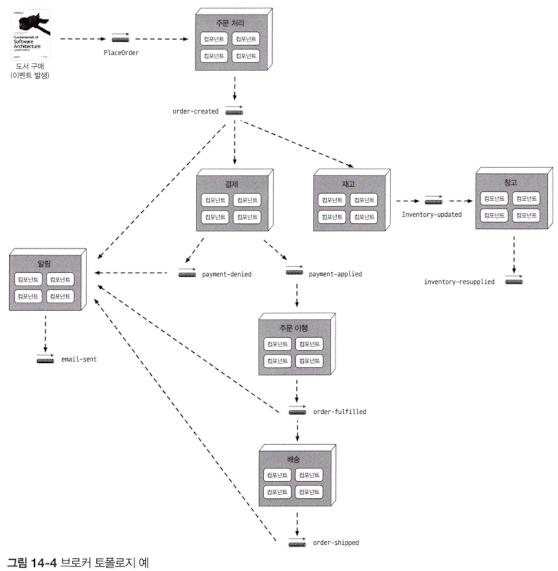 Fundamentals of
Software
Architecture
도서 구매
(이벤트 발생)
PlaceOrder
주문 처리
컴포넌트 컴포넌트
컴포넌트 컴포넌트
order-created
결제
컴포넌트 컴포넌트
컴포넌트 컴포넌트
재고
컴포넌트 컴포넌트
컴포넌트 컴포넌트
Inventory-updated
창고
컴포넌트 컴포넌트
컴포넌트 컴포넌트
inventory-resupplied
알림
컴포넌트 컴포넌트
컴포넌트 컴포넌트
email-sent
payment-denied
payment-applied
주문 이행
컴포넌트 컴포넌트
컴포넌트 컴포넌트
order-fulfilled
배송
컴포넌트 컴포넌트
컴포넌트 컴포넌트
order-shipped
그림 14-4 브로커 토폴로지 예